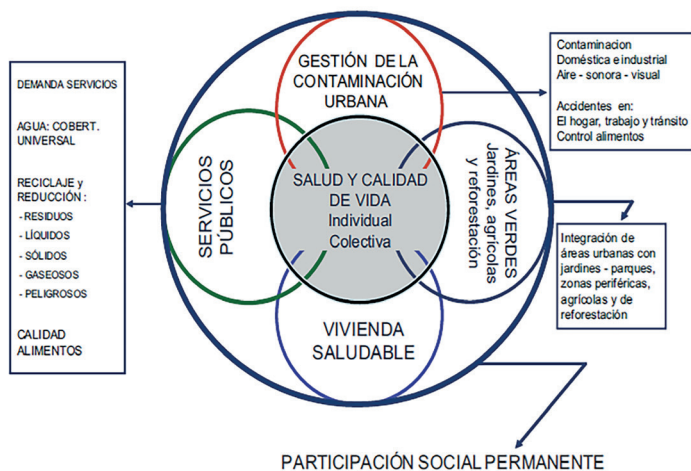 GESTIÓN DE LA
CONTAMINACIÓN
URBANA
DEMANDA SERVICIOS
AGUA: COBERT.
UNIVERSAL
RECICLAJE y
REDUCCIÓN :
- RESIDUOS
- LÍQUIDOS
- SÓLIDOS
- GASEOSOS
- PELIGROSOS
CALIDAD
ALIMENTOS
SERVICIOS
PÚBLICOS
SALUD Y CALIDAD
DE VIDA
Individual
Colectiva
ÁREAS VERDES
Jardines, agrícolas
y reforestación
Contaminacion
Doméstica e industrial
Aire - sonora - visual
Accidentes en:
El hogar, trabajo y tránsito
Control alimentos
Integración de
áreas urbanas con
jardines - parques,
zonas periféricas,
agrícolas y de
reforestación
VIVIENDA
SALUDABLE
PARTICIPACIÓN SOCIAL PERMANENTE